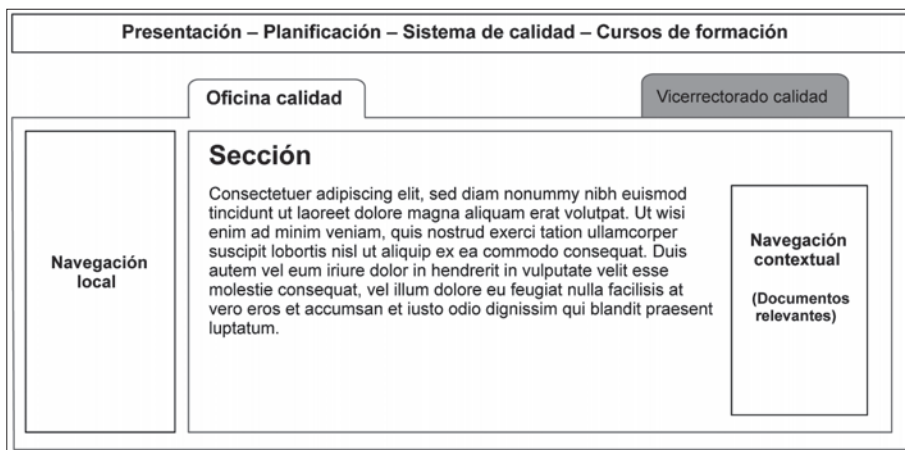 Presentación – Planificación – Sistema de calidad – Cursos de formación
Oficina calidad
Vicerrectorado calidad
Navegación
local
Sección
Consectetuer adipiscing elit, sed diam nonummy nibh euismod
tincidunt ut laoreet dolore magna aliquam erat volutpat. Ut wisi
enim ad minim veniam, quis nostrud exerci tation ullamcorper
suscipit lobortis nisl ut aliquip ex ea commodo consequat. Duis
autem vel eum iriure dolor in hendrerit in vulputate velit esse
molestie consequat, vel illum dolore eu feugiat nulla facilisis at
vero eros et accumsan et iusto odio dignissim qui blandit praesent
luptatum.
Navegación
contextual
(Documentos
relevantes)